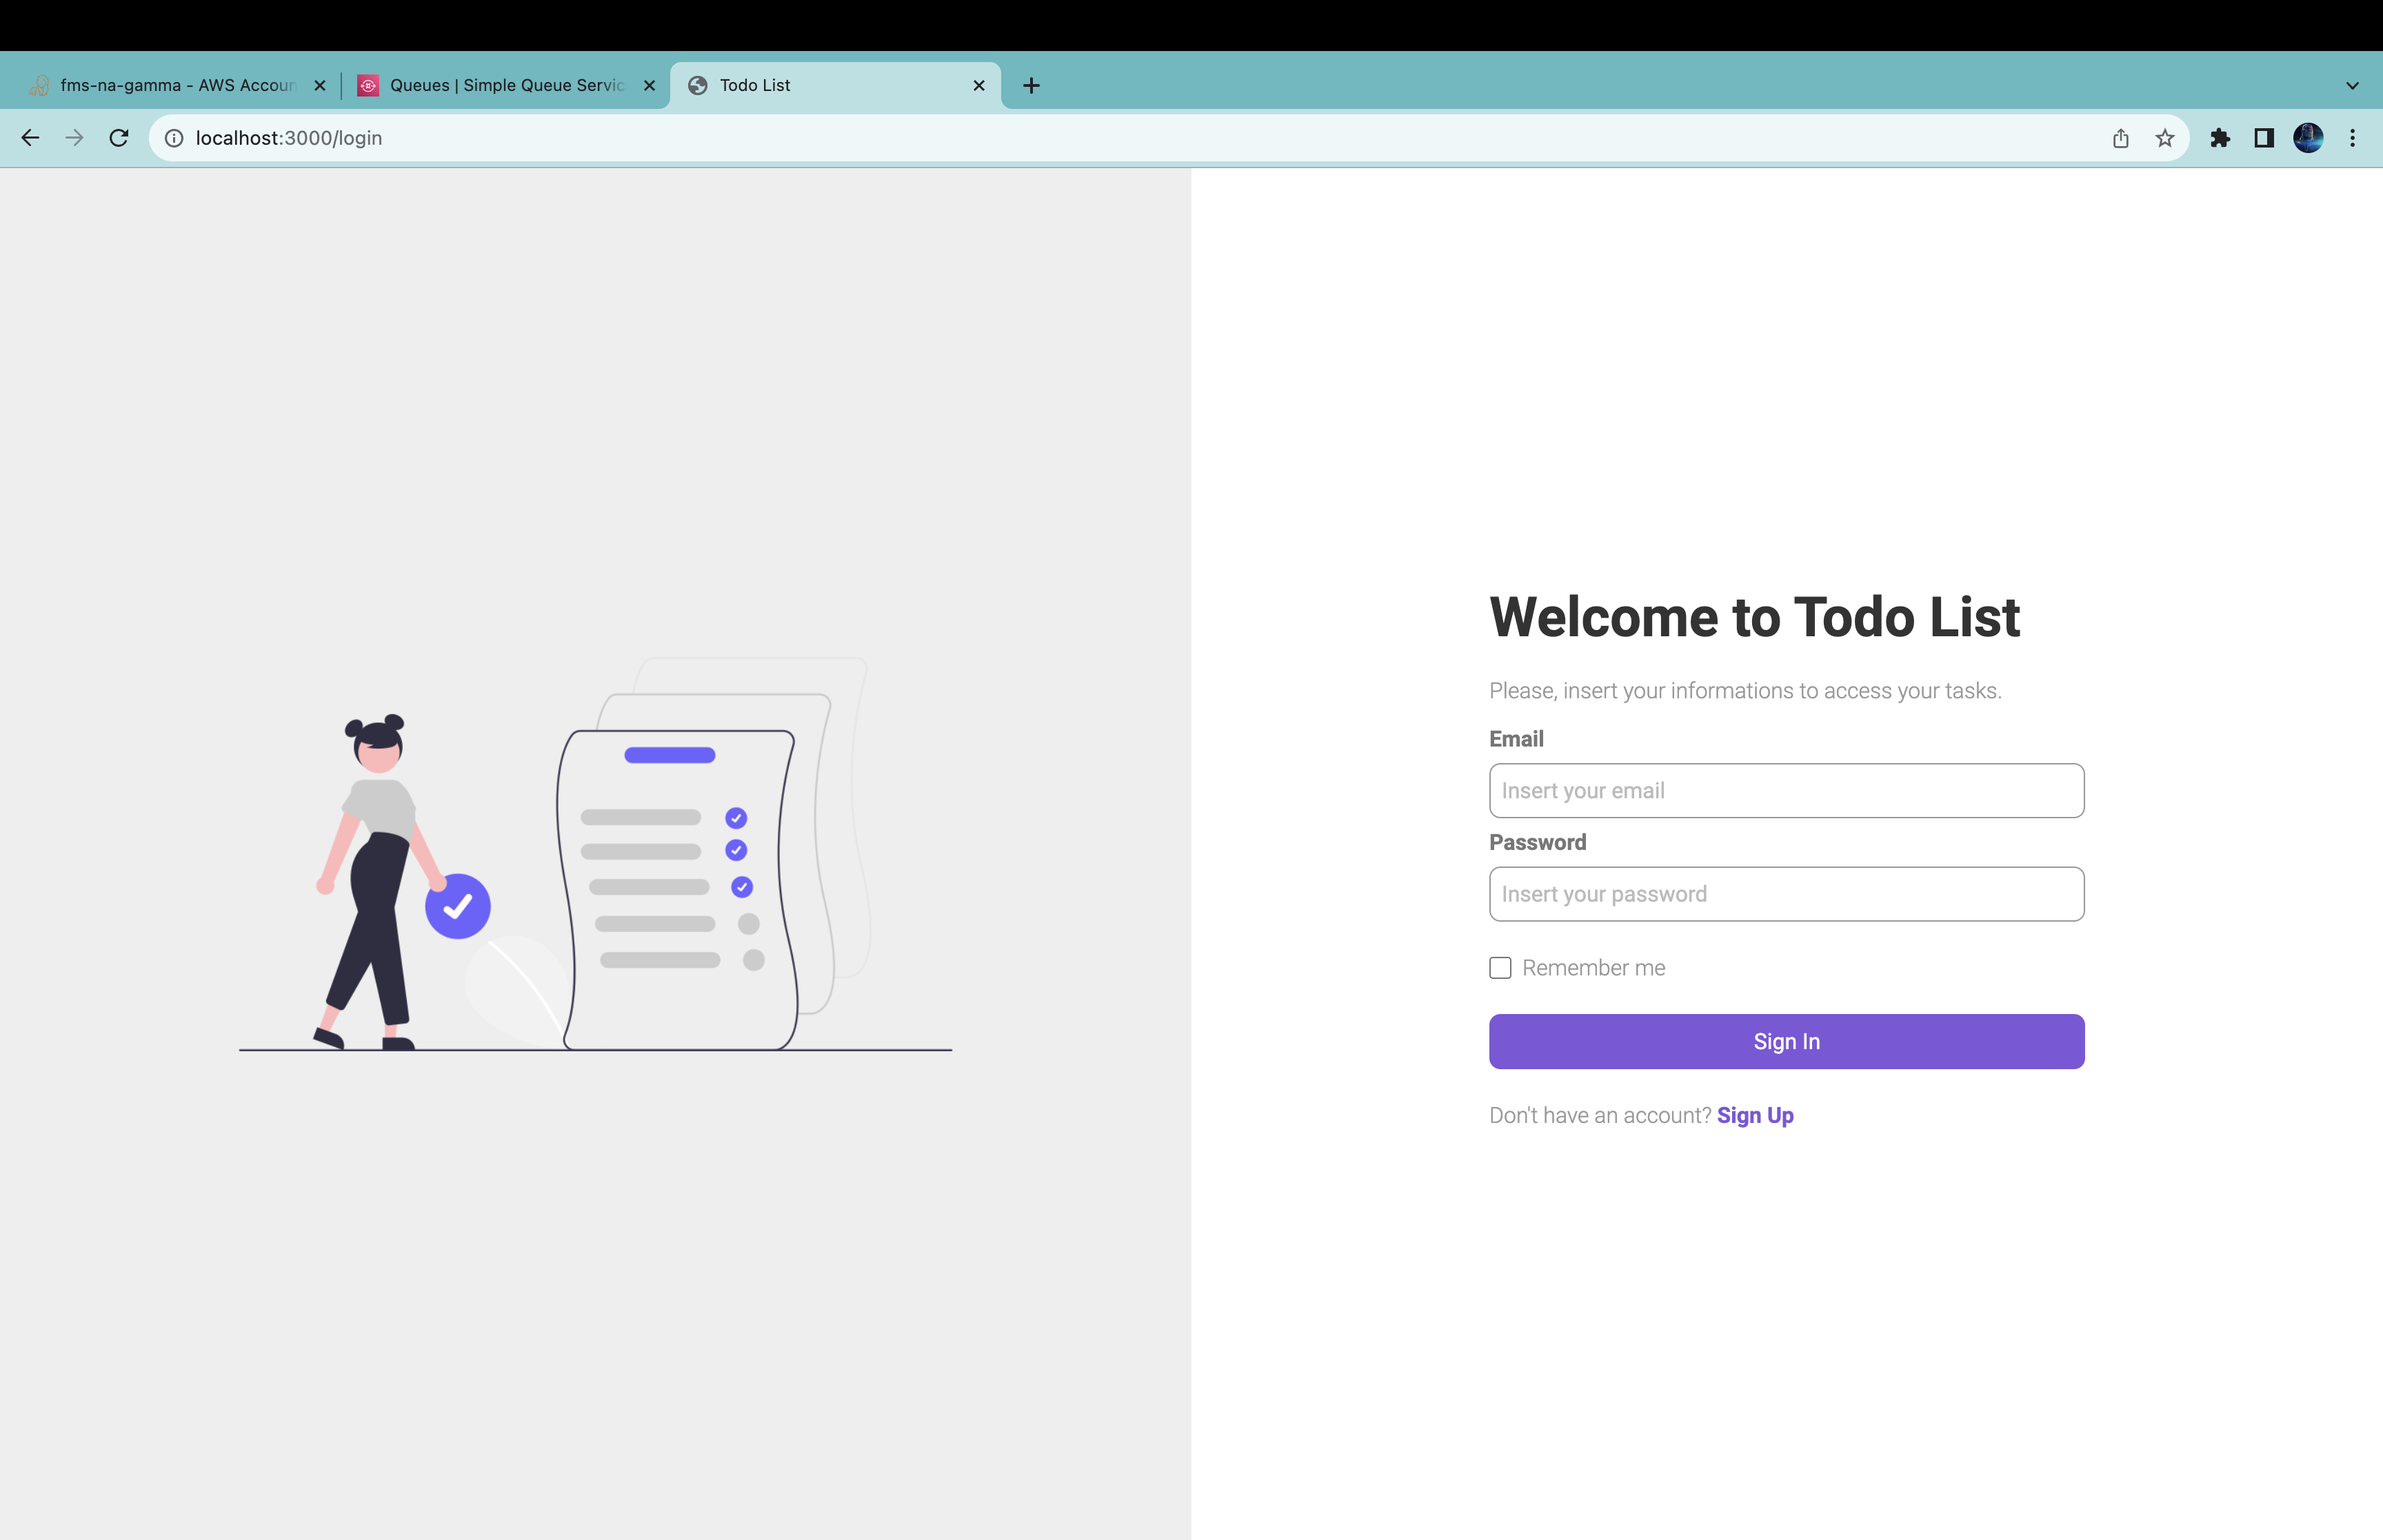 fms-na-gamma - AWS Accoun
Queues | Simple Queue Servic
Todo List
localhost:3000/login
Welcome to Todo List
Please, insert your informations to access your tasks.
Email
Insert your email
Password
Insert your password
Remember me
Sign In
Don't have an account? Sign Up